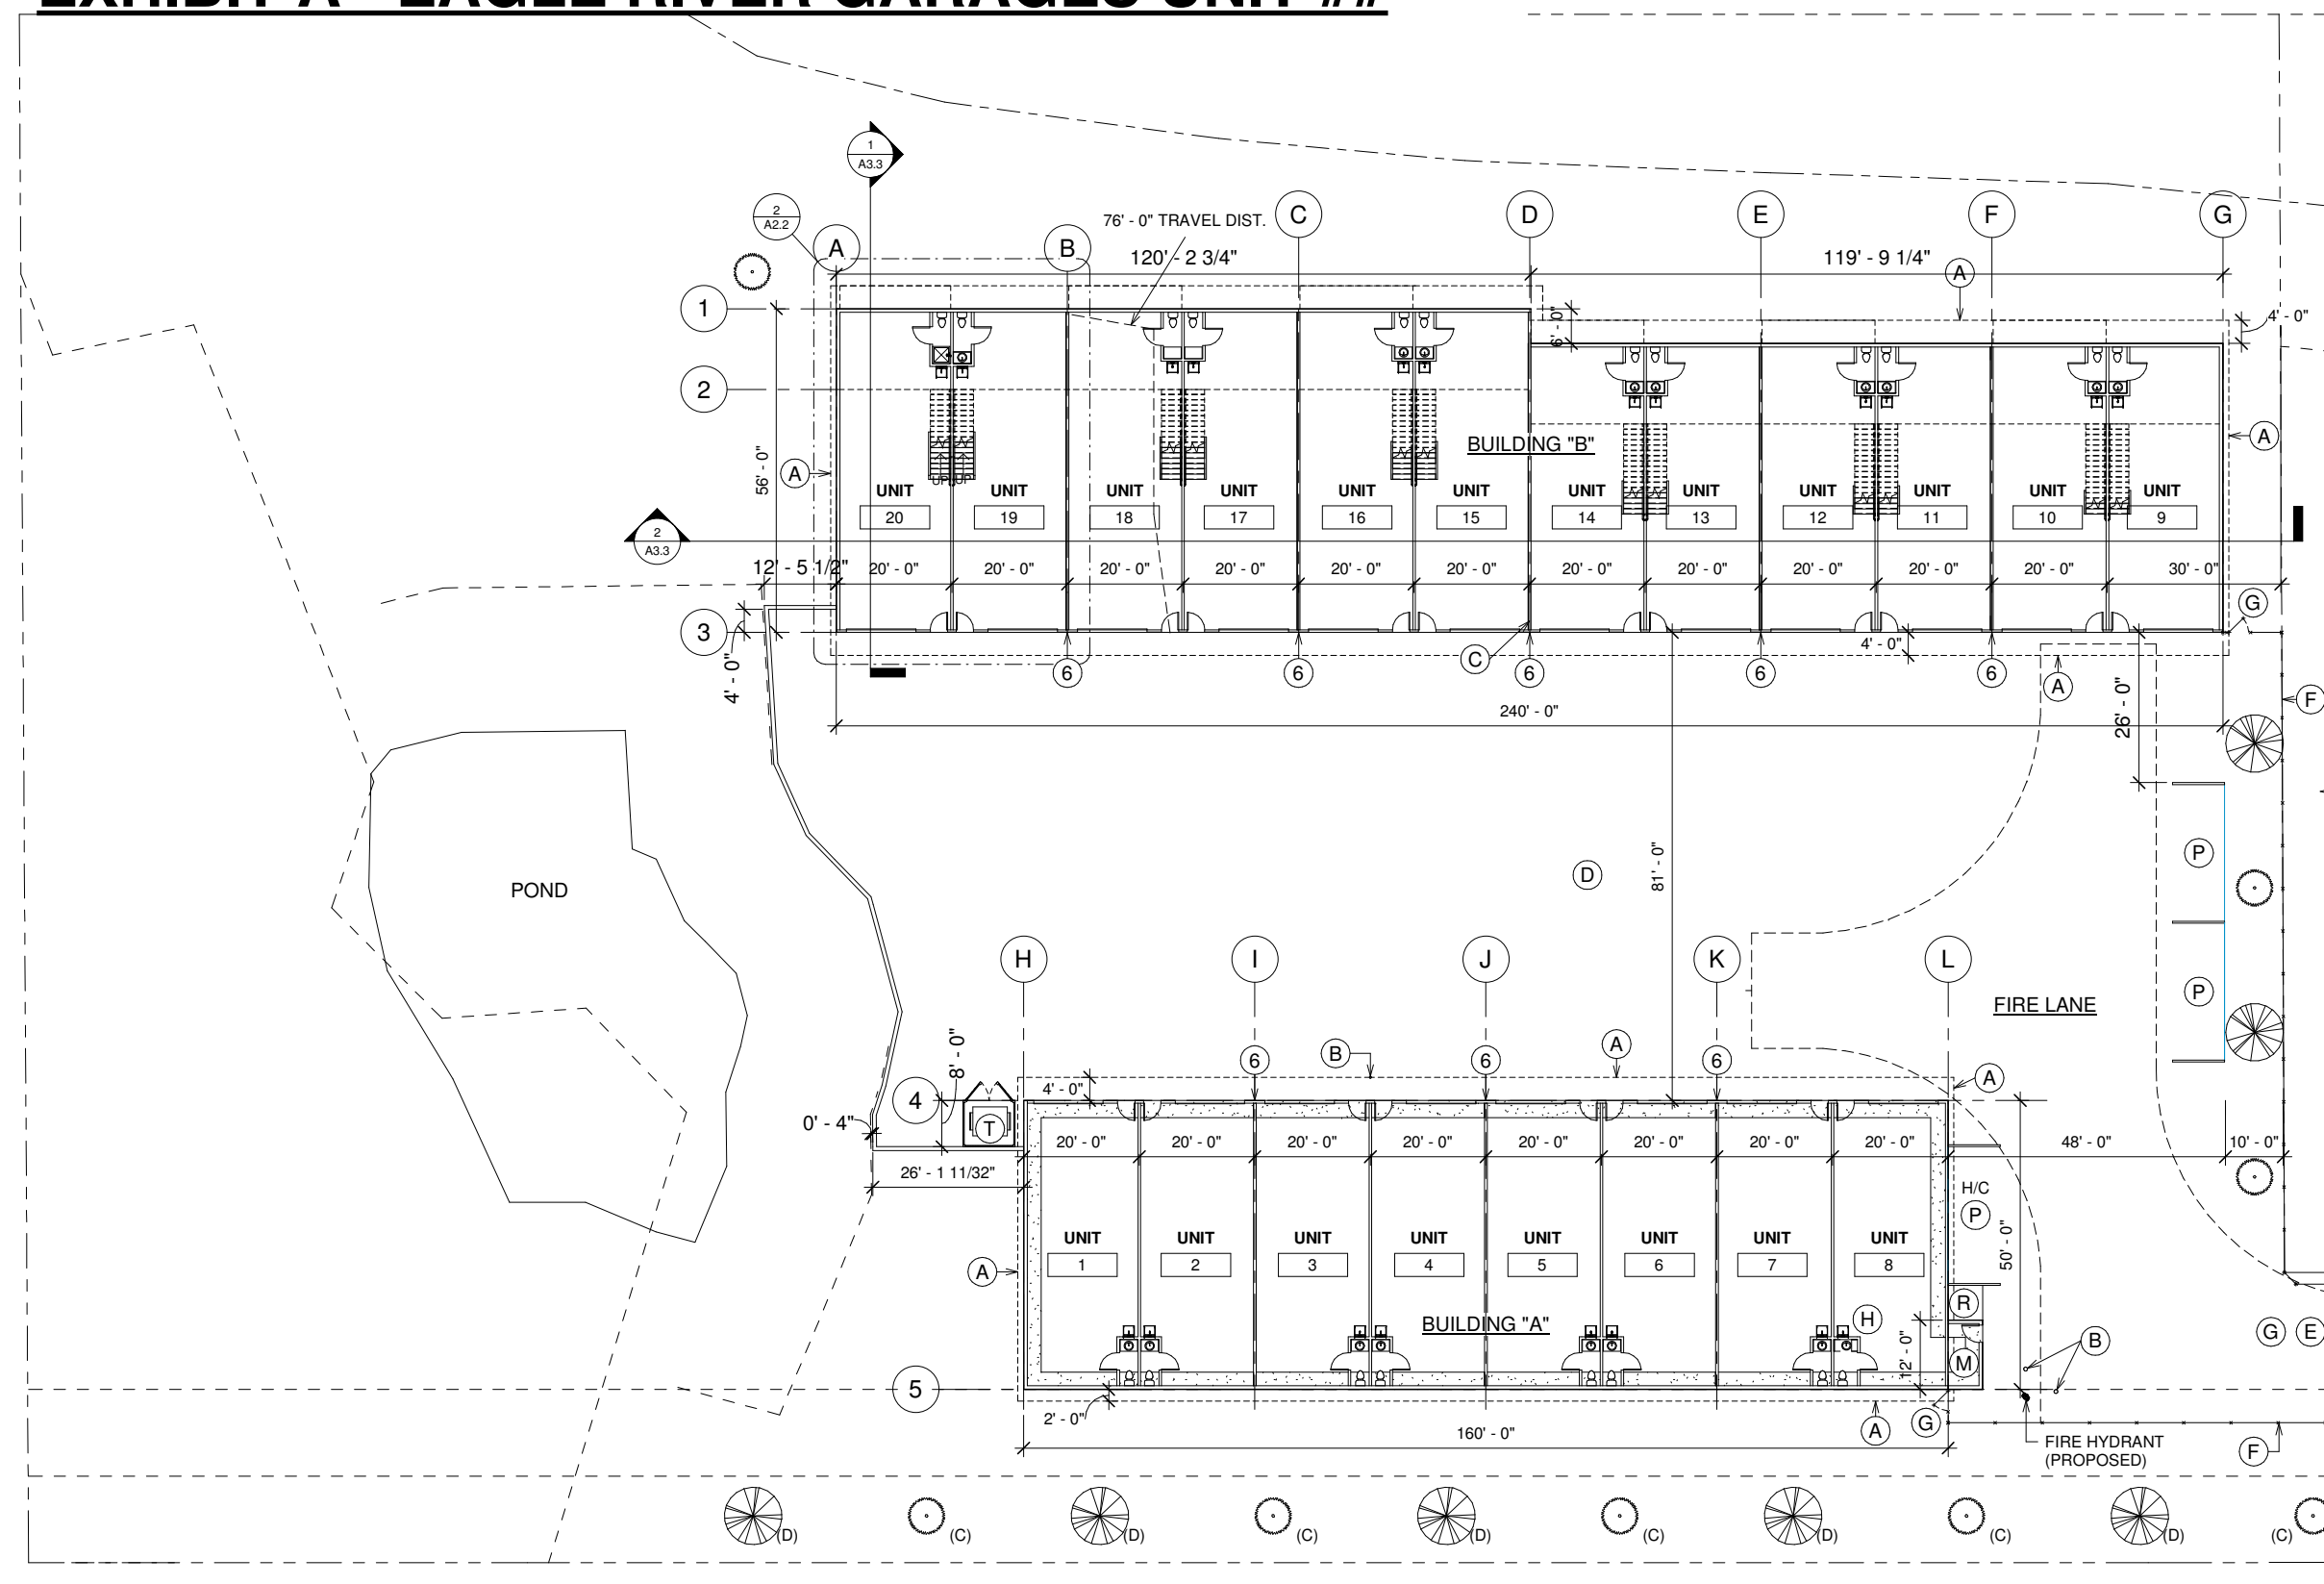 EXHIBIT A - EAGLE RIVER GARAGES UNIT ##
1
A3.3
2
A2.2
76' - 0" TRAVEL DIST.
A
B
C
D
E
F
G
120' - 2 3/4"
119' - 9 1/4"
A
1
6' - 0"
4' - 0"
2
BUILDING "B"
A
56' - 0"
A
UP UP
UNIT UNIT UNIT UNIT UNIT UNIT UNIT UNIT UNIT UNIT UNIT UNIT
20 19 18 17 16 15 14 13 12 11 10 9
2
A3.3
12' - 5 1/2" 20' - 0" 20' - 0" 20' - 0" 20' - 0" 20' - 0" 20' - 0" 20' - 0" 20' - 0" 20' - 0" 20' - 0" 20' - 0" 30' - 0"
G
3
4' - 0"
C
4' - 0"
6 6 6 6 6
A
F
26' - 0"
240' - 0"
P
81' - 0"
D
POND
H I J K L
P
FIRE LANE
6 6 6
B
A
A
8' - 0"
4' - 0"
4
0' - 4"
T
20' - 0" 20' - 0" 20' - 0" 20' - 0" 20' - 0" 20' - 0" 20' - 0" 20' - 0" 48' - 0" 10' - 0"
26' - 1 11/32"
H/C
P
50' - 0"
UNIT UNIT UNIT UNIT UNIT UNIT UNIT UNIT
1 2 3 4 5 6 7 8
A
BUILDING "A"
H
R
12' - 0"
M
B
G E
5
2' - 0"
A
G
160' - 0"
FIRE HYDRANT
(PROPOSED)
F
(D) (C) (D) (C) (D) (C) (D) (C) (D) (C)